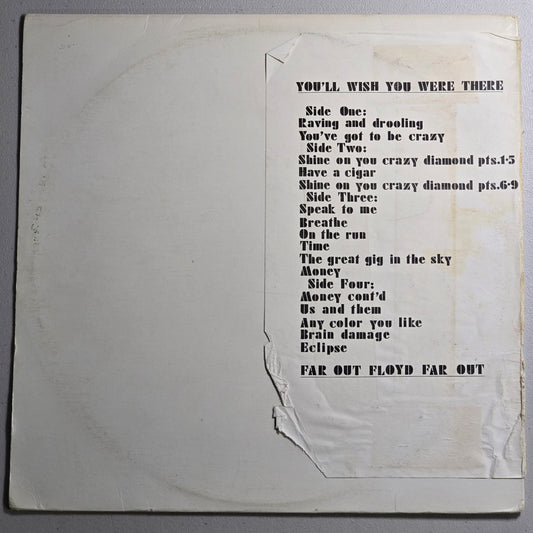 YOU'LL WISH YOU WERE THERE
Side One:
Raving and drooling
You've got to be crazy
Side Two:
Shine on you crazy diamond pts.1-5
Have a cigar
Shine on you crazy diamond pts.6-9
Side Three:
Speak to me
Breathe
On the run
Time
The great gig in the sky
Money
Side Four:
Money cont'd
Us and them
Any color you like
Brain damage
Eclipse
FAR OUT FLOYD FAR OUT